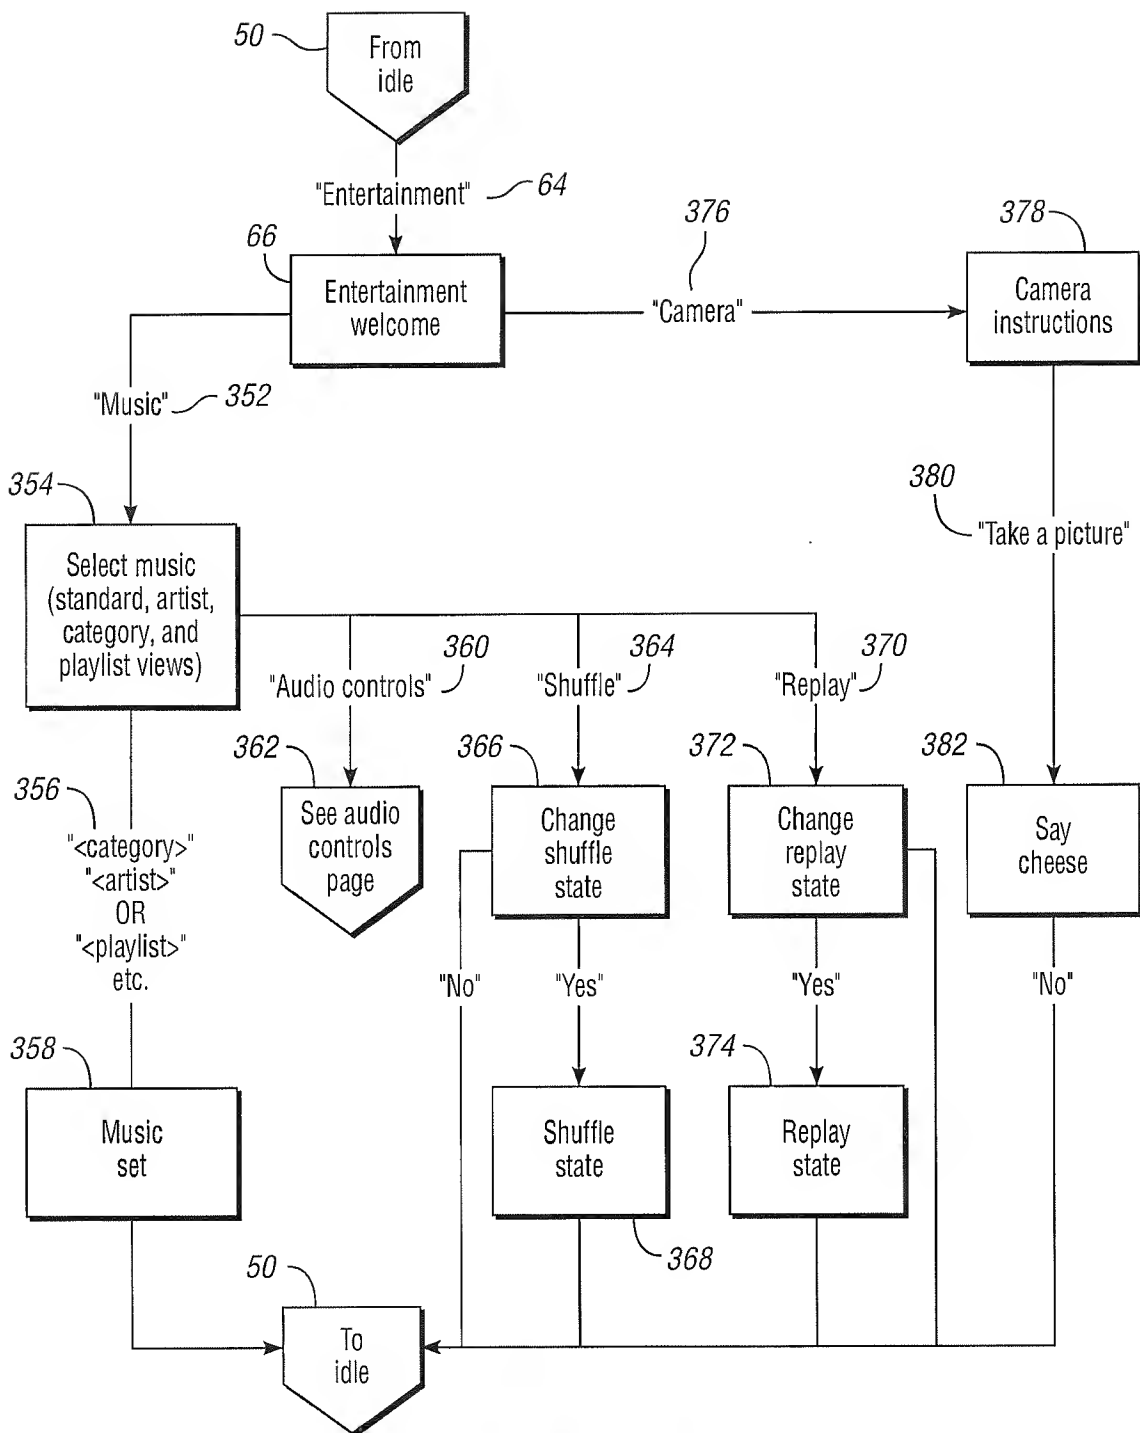 50
From
idle
"Entertainment"
64
66
Entertainment
welcome
376
"Camera"
378
Camera
instructions
"Music"
352
354
Select music
(standard, artist,
category, and
playlist views)
380
"Take a picture"
"Audio controls"
360
"Shuffle"
364
"Replay"
370
356
"<category>"
"<artist>"
OR
"<playlist>"
etc.
362
See audio
controls
page
366
Change
shuffle
state
372
Change
replay
state
382
Say
cheese
"No"
"Yes"
"Yes"
"No"
358
Music
set
Shuffle
state
368
374
Replay
state
50
To
idle